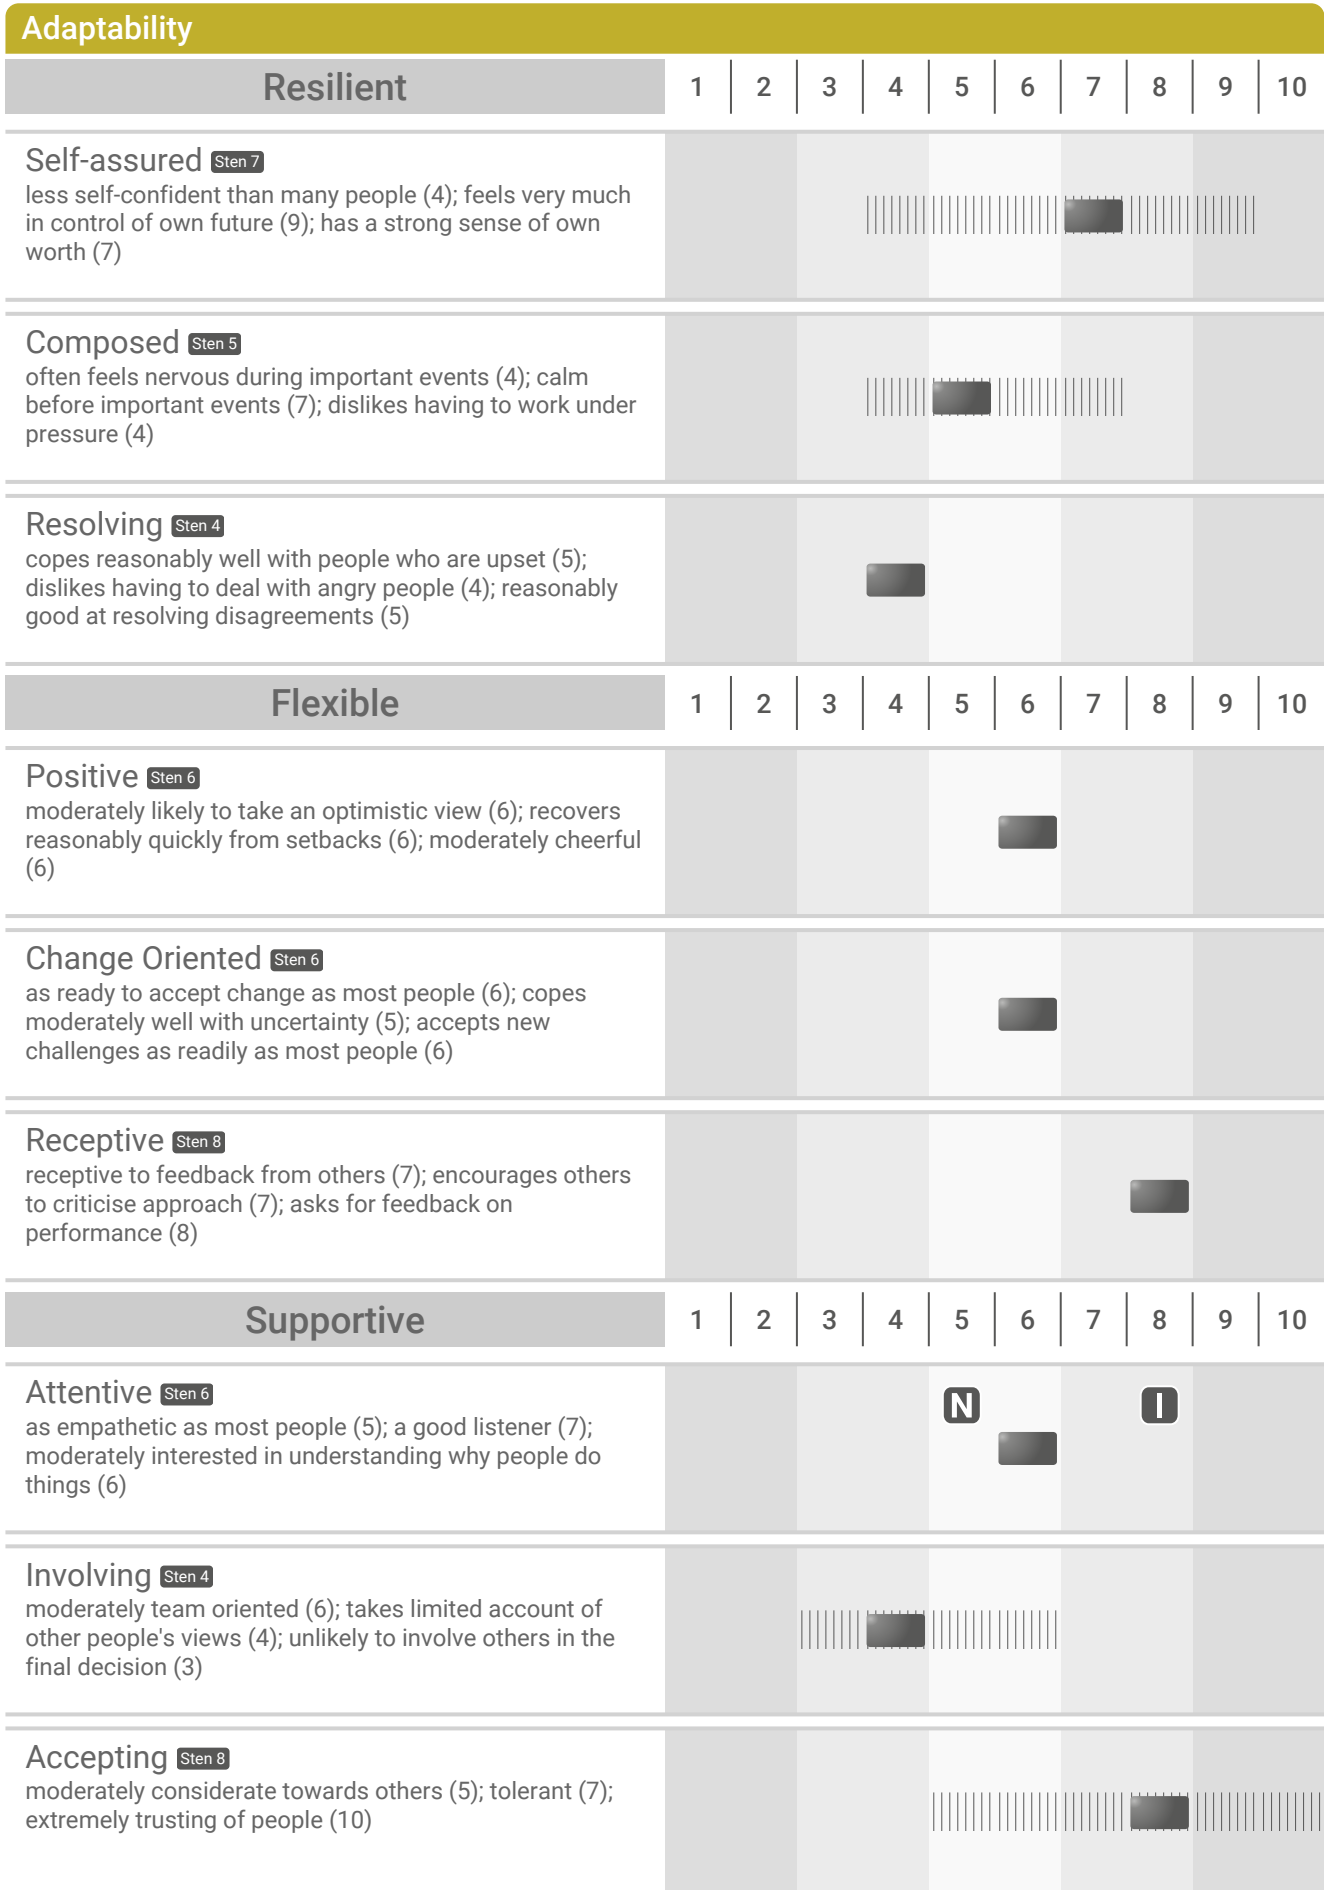 Adaptability
Resilient 1 2 3 4 5 6 7 8 9 10
Self-assured Sten 7
less self-confident than many people (4); feels very much
in control of own future (9); has a strong sense of own
worth (7)
Composed Sten 5
often feels nervous during important events (4); calm
before important events (7); dislikes having to work under
pressure (4)
Resolving Sten 4
copes reasonably well with people who are upset (5);
dislikes having to deal with angry people (4); reasonably
good at resolving disagreements (5)
Flexible 1 2 3 4 5 6 7 8 9 10
Positive Sten 6
moderately likely to take an optimistic view (6); recovers
reasonably quickly from setbacks (6); moderately cheerful
(6)
Change Oriented Sten 6
as ready to accept change as most people (6); copes
moderately well with uncertainty (5); accepts new
challenges as readily as most people (6)
Receptive Sten 8
receptive to feedback from others (7); encourages others
to criticise approach (7); asks for feedback on
performance (8)
Supportive 1 2 3 4 5 6 7 8 9 10
Attentive Sten 6 N I
as empathetic as most people (5); a good listener (7);
moderately interested in understanding why people do
things (6)
Involving Sten 4
moderately team oriented (6); takes limited account of
other people's views (4); unlikely to involve others in the
final decision (3)
Accepting Sten 8
moderately considerate towards others (5); tolerant (7);
extremely trusting of people (10)